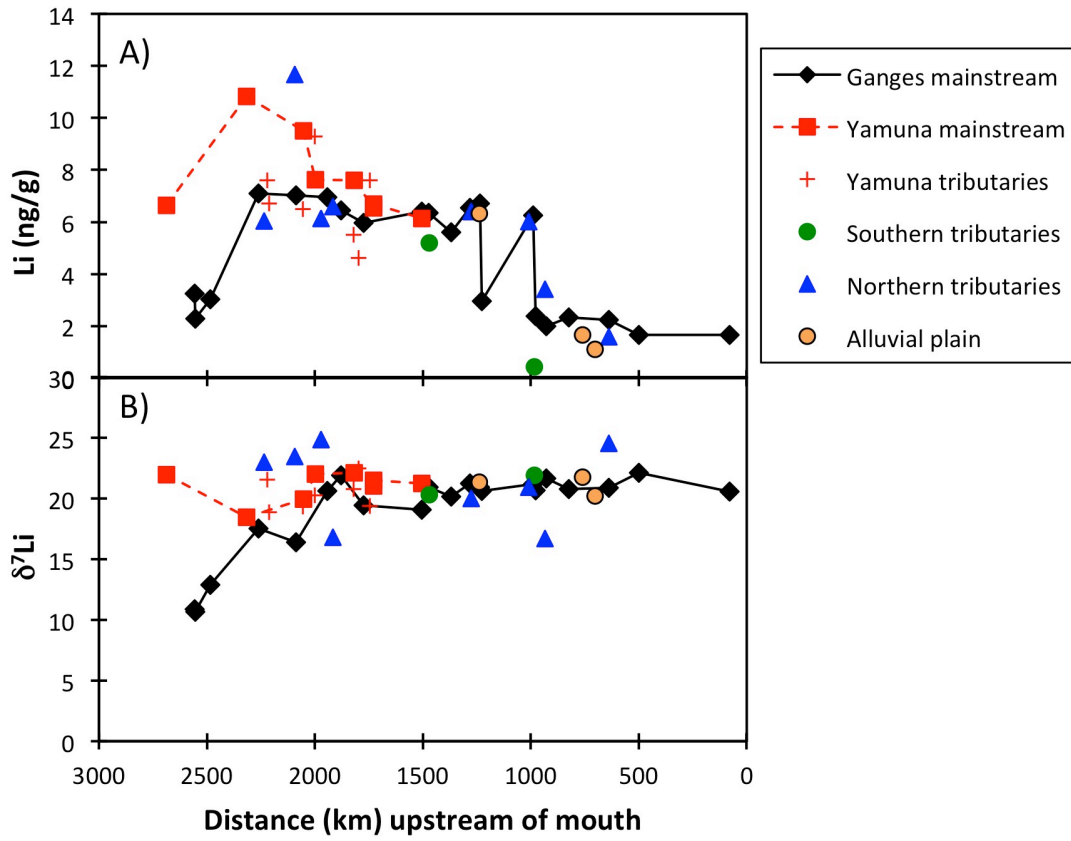 14
A)
12
10
8
6
4
2
0
Li (ng/g)
Ganges mainstream
Yamuna mainstream
Yamuna tributaries
Southern tributaries
Northern tributaries
Alluvial plain
30
B)
25
20
15
10
5
0
δ⁷Li
3000 2500 2000 1500 1000 500 0
Distance (km) upstream of mouth